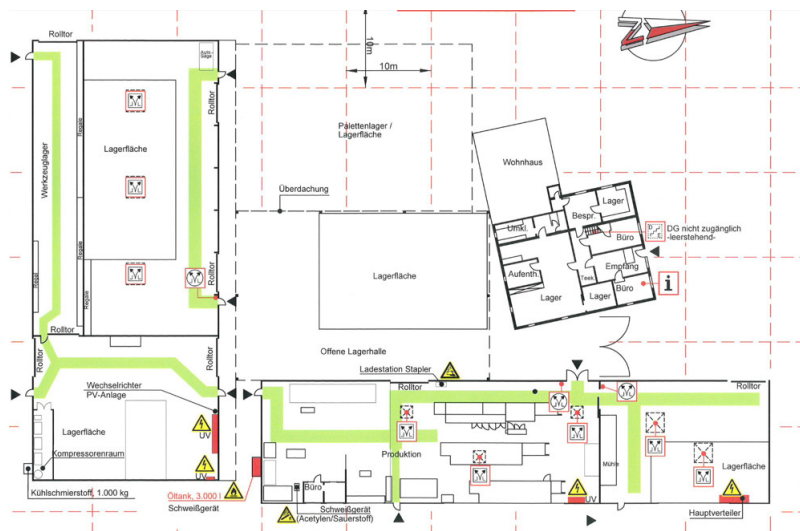 Rolltor
Auto.-
Säge
10m
10m
Rolltor
Regale
Palettenlager /
Lagerfläche
Lagerfläche
Werkzeuglager
Wohnhaus
Überdachung
Lager
Bespr.
Umkl.
Büro
DG nicht zugänglich
-leerstehend-
Regale
Regal
Regale
Rolltor
Lagerfläche
Aufenth.
Teek.
Empfang
Büro
i
Lager
Lager
Rolltor
Offene Lagerhalle
Rolltor
Rolltor
Ladestation Stapler
Wechselrichter
PV-Anlage
Rolltor
Rolltor
Lagerfläche
UV
Kompressorenraum
Produktion
Mühle
Lagerfläche
UV
Büro
UV
Kühlschmierstoff, 1.000 kg
Öltank, 3.000 l
Schweißgerät
Schweißgerät
(Acetylen/Sauerstoff)
Hauptverteiler